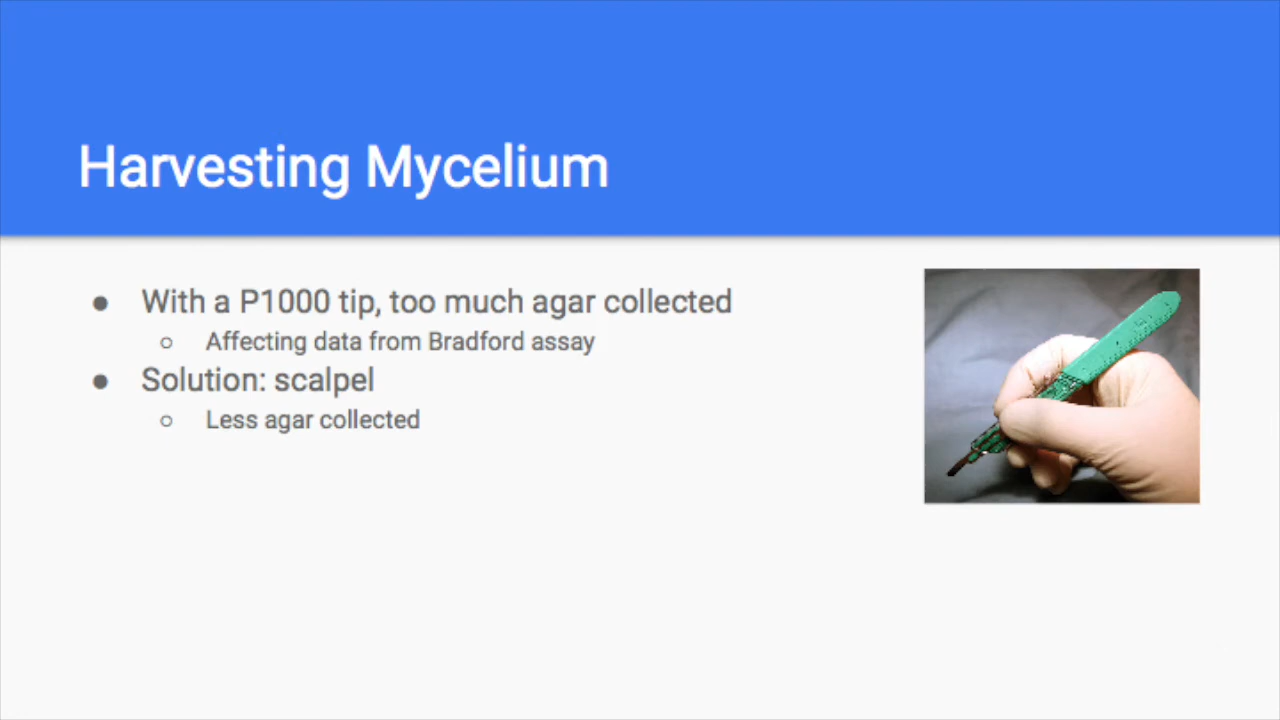 Harvesting Mycelium
● With a P1000 tip, too much agar collected
○ Affecting data from Bradford assay
● Solution: scalpel
○ Less agar collected